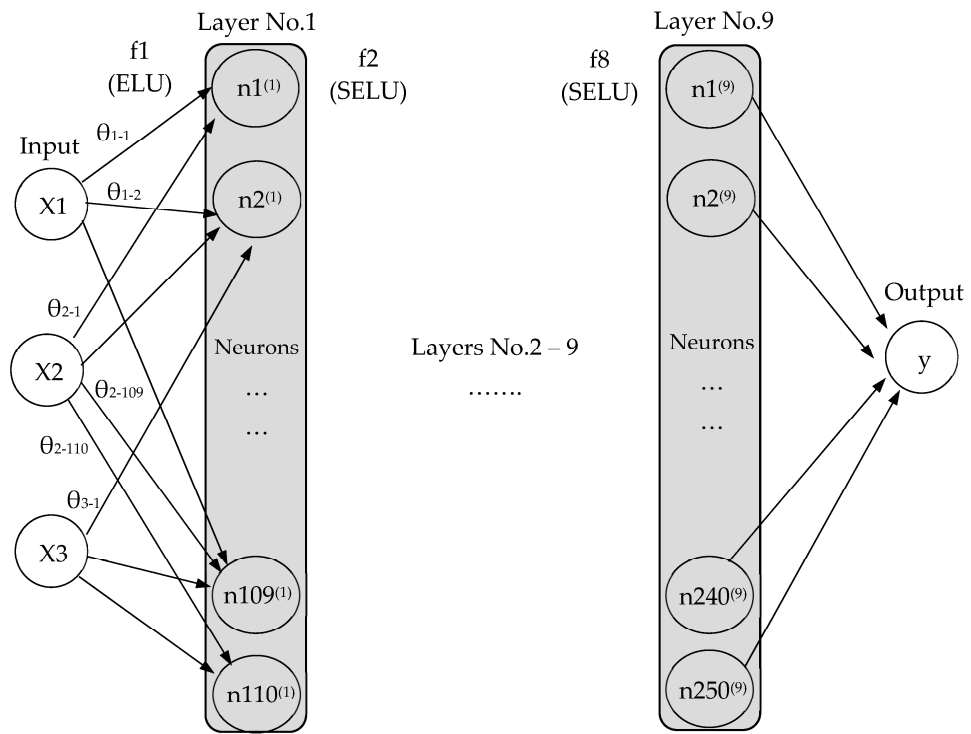 Layer No.1
Layer No.9
f1
(ELU)
f2
(SELU)
f8
(SELU)
n1(1)
n1(9)
θ1-1
Input
X1
θ1-2
n2(1)
n2(9)
θ2-1
Output
X2
Neurons
Layers No.2 – 9
Neurons
y
θ2-109
...
.......
...
...
...
θ2-110
θ3-1
X3
n109(1)
n240(9)
n110(1)
n250(9)